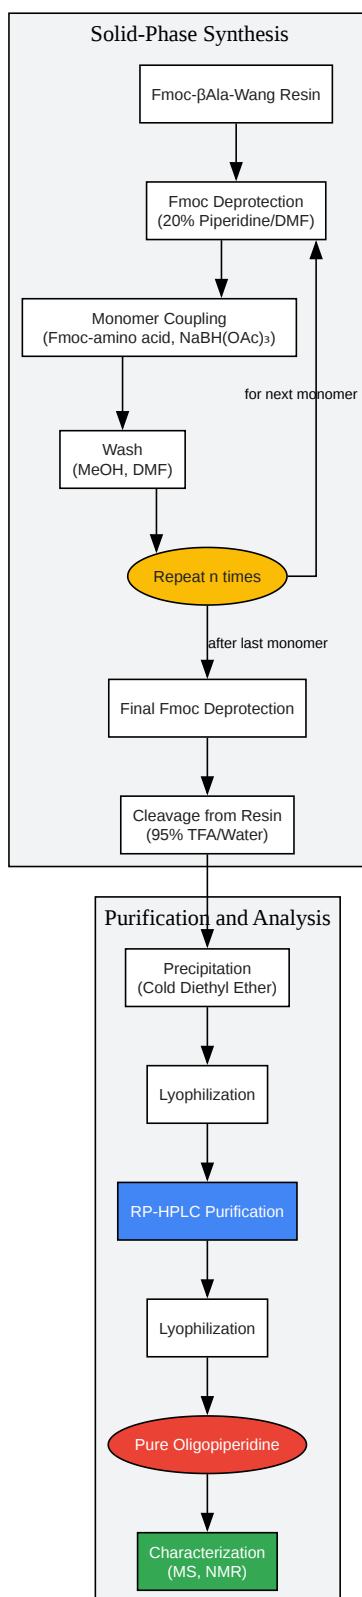 Solid-Phase Synthesis
Fmoc-βAla-Wang Resin
Fmoc Deprotection
(20% Piperidine/DMF)
Monomer Coupling
(Fmoc-amino acid, NaBH(OAc)₃)
for next monomer
Wash
(MeOH, DMF)
Repeat n times
after last monomer
Final Fmoc Deprotection
Cleavage from Resin
(95% TFA/Water)
Purification and Analysis
Precipitation
(Cold Diethyl Ether)
Lyophilization
RP-HPLC Purification
Lyophilization
Pure Oligopiperidine
Characterization
(MS, NMR)